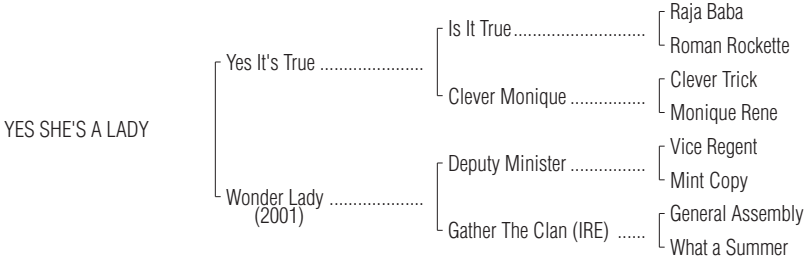 Raja Baba
Is It True............................
Roman Rockette
Yes It's True ......................
Clever Trick
Clever Monique ................
Monique Rene
YES SHE'S A LADY
Vice Regent
Deputy Minister ................
Mint Copy
Wonder Lady ....................
(2001)
General Assembly
Gather The Clan (IRE) ......
What a Summer